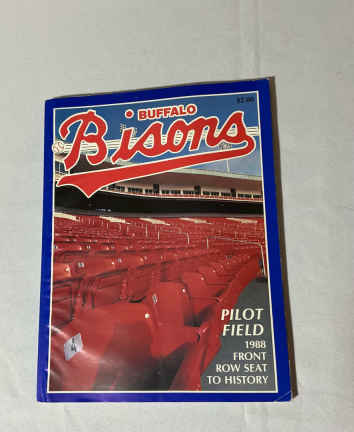 $2.00
BUFFALO
Bisons
PILOT
FIELD
1988
FRONT
ROW SEAT
TO HISTORY